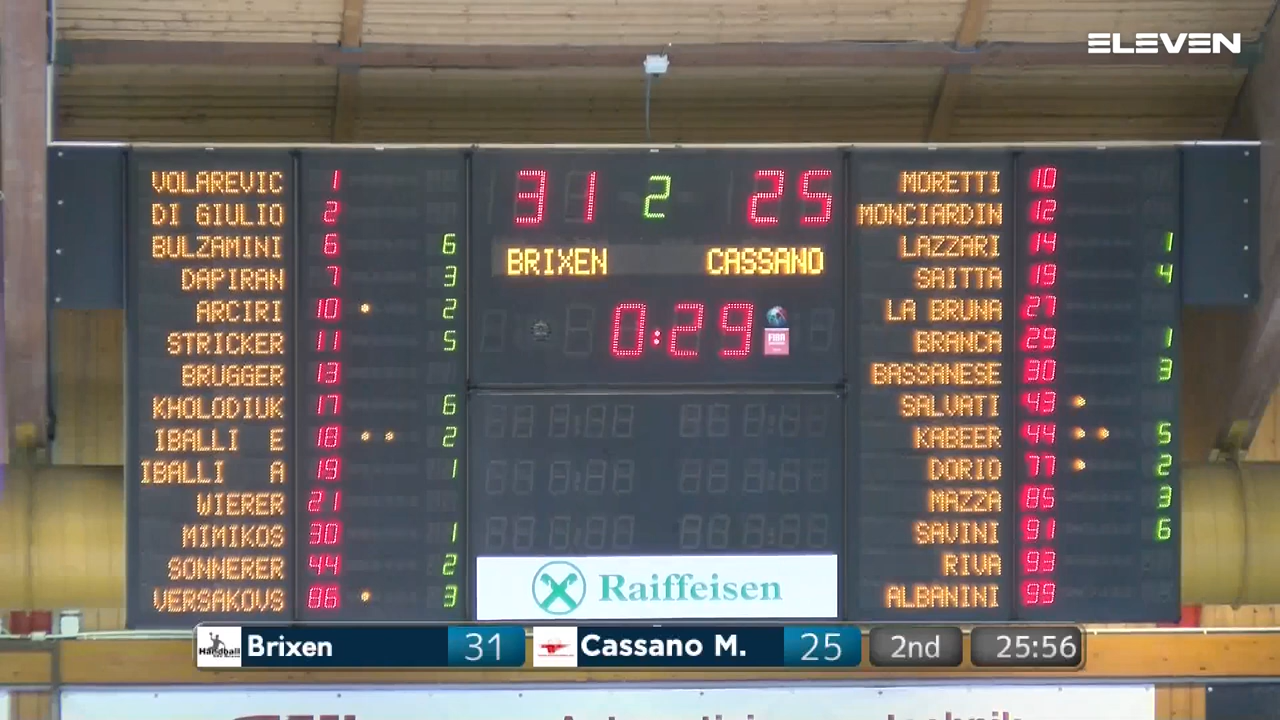 ELEVEN
VOLAREVIC 1
DI GIULIO 2
BULZAMINI 6 6
DAPIRAN 7 3
ARCIRI 10 2
STRICKER 11 5
BRUGGER 13
KHOLODIUK 17 6
IBALLI E 18 2
IBALLI A 19 1
WIERER 21
MIMIKOS 30 1
SONNERER 44 2
VERSAKOVS 86 3
31 2 25
BRIXEN CASSANO
0:29
FIBA
Raiffeisen
MORETTI 10
MONCIARDIN 12
LAZZARI 14 1
SAITTA 19 4
LA BRUNA 27
BRANCA 29 1
BASSANESE 30 3
SALVATI 43
KABEER 44 5
DORIO 77 2
MAZZA 85 3
SAVINI 91 6
RIVA 93
ALBANINI 99
Handball Brixen 31 Cassano M. 25 2nd 25:56